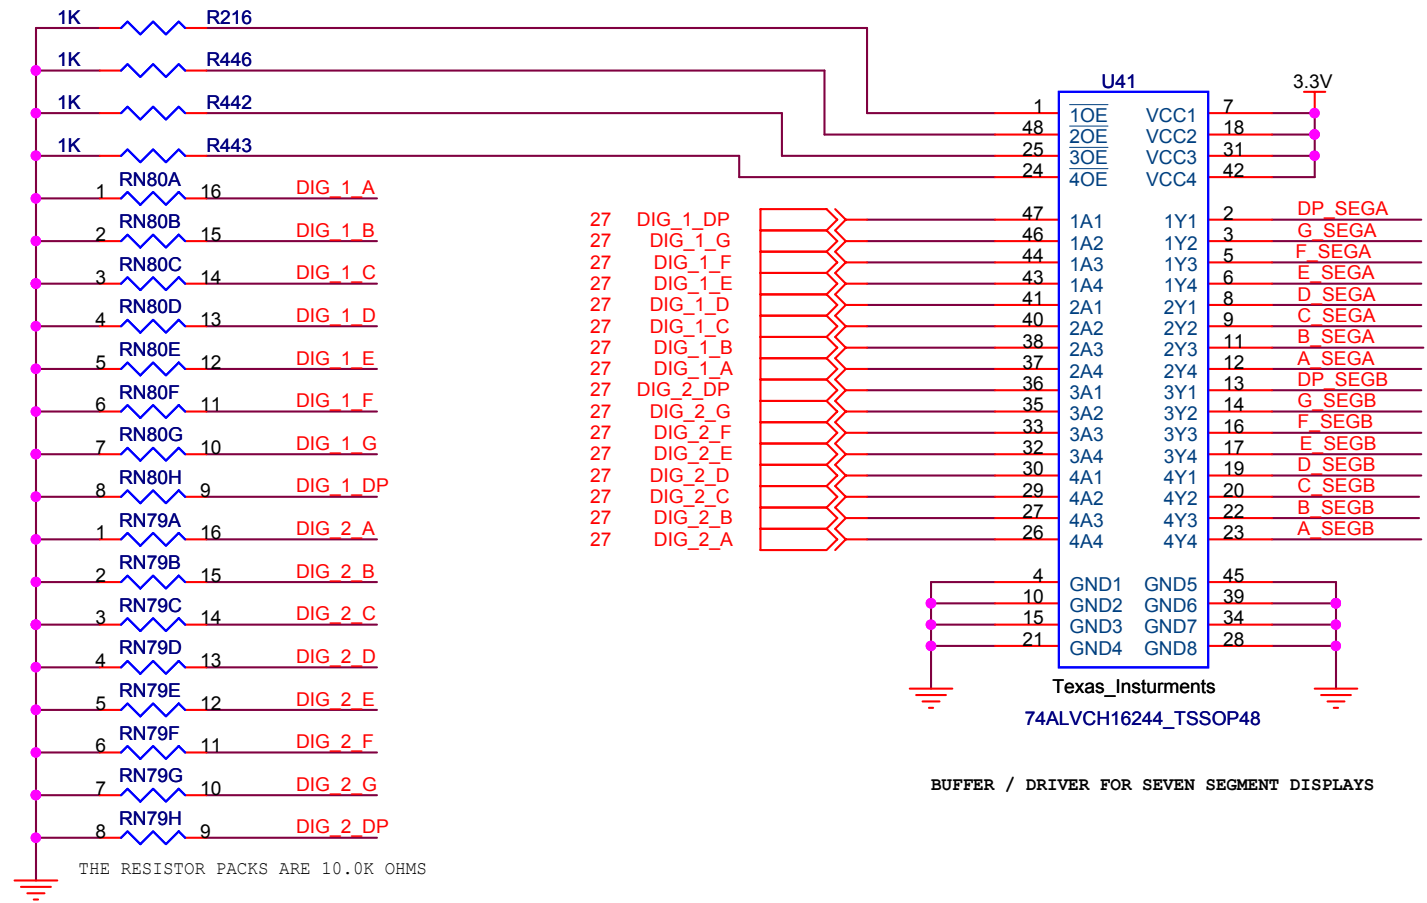 1K R216
1K R446
1K R442
1K R443
RN80A
1 16 DIG_1_A
RN80B
2 15 DIG_1_B
RN80C
3 14 DIG_1_C
RN80D
4 13 DIG_1_D
RN80E
5 12 DIG_1_E
RN80F
6 11 DIG_1_F
RN80G
7 10 DIG_1_G
RN80H
8 9 DIG_1_DP
RN79A
1 16 DIG_2_A
RN79B
2 15 DIG_2_B
RN79C
3 14 DIG_2_C
RN79D
4 13 DIG_2_D
RN79E
5 12 DIG_2_E
RN79F
6 11 DIG_2_F
RN79G
7 10 DIG_2_G
RN79H
8 9 DIG_2_DP
THE RESISTOR PACKS ARE 10.0K OHMS
U41
3.3V
1 1OE VCC1 7
48 2OE VCC2 18
25 3OE VCC3 31
24 4OE VCC4 42
27 DIG_1_DP 47 1A1 1Y1 2 DP_SEGA
27 DIG_1_G 46 1A2 1Y2 3 G_SEGA
27 DIG_1_F 44 1A3 1Y3 5 F_SEGA
27 DIG_1_E 43 1A4 1Y4 6 E_SEGA
27 DIG_1_D 41 2A1 2Y1 8 D_SEGA
27 DIG_1_C 40 2A2 2Y2 9 C_SEGA
27 DIG_1_B 38 2A3 2Y3 11 B_SEGA
27 DIG_1_A 37 2A4 2Y4 12 A_SEGA
27 DIG_2_DP 36 3A1 3Y1 13 DP_SEGB
27 DIG_2_G 35 3A2 3Y2 14 G_SEGB
27 DIG_2_F 33 3A3 3Y3 16 F_SEGB
27 DIG_2_E 32 3A4 3Y4 17 E_SEGB
27 DIG_2_D 30 4A1 4Y1 19 D_SEGB
27 DIG_2_C 29 4A2 4Y2 20 C_SEGB
27 DIG_2_B 27 4A3 4Y3 22 B_SEGB
27 DIG_2_A 26 4A4 4Y4 23 A_SEGB
4 GND1 GND5 45
10 GND2 GND6 39
15 GND3 GND7 34
21 GND4 GND8 28
Texas_Insturments
74ALVCH16244_TSSOP48
BUFFER / DRIVER FOR SEVEN SEGMENT DISPLAYS